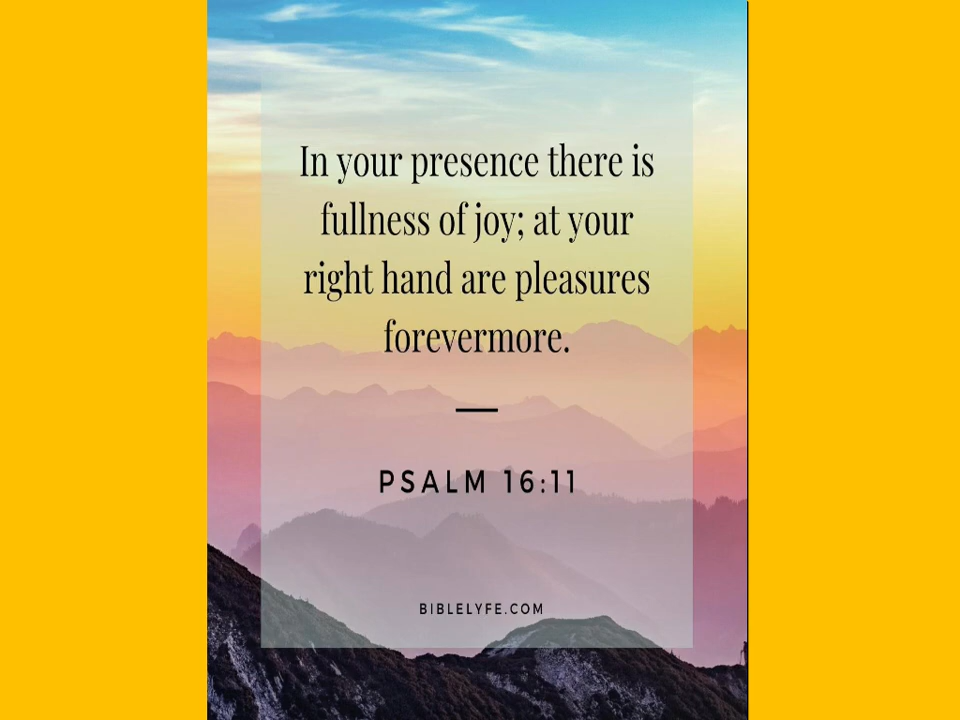 In your presence there is
fullness of joy; at your
right hand are pleasures
forevermore.
PSALM 16:11
BIBLELYFE.COM